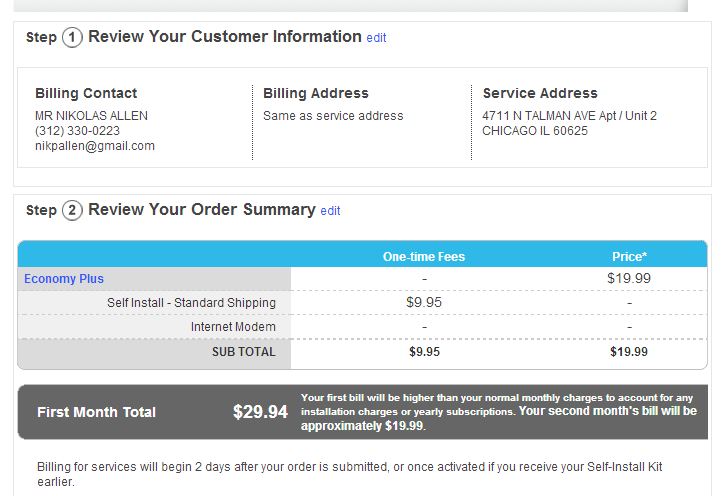 Step 1 Review Your Customer Information edit
Billing Contact Billing Address Service Address
MR NIKOLAS ALLEN Same as service address 4711 N TALMAN AVE Apt / Unit 2
(312) 330-0223 CHICAGO IL 60625
nikpallen@gmail.com
Step 2 Review Your Order Summary edit
One-time Fees Price*
Economy Plus - $19.99
Self Install - Standard Shipping $9.95 -
Internet Modem - -
SUB TOTAL $9.95 $19.99
First Month Total $29.94
Your first bill will be higher than your normal monthly charges to account for any
installation charges or yearly subscriptions. Your second month's bill will be
approximately $19.99.
Billing for services will begin 2 days after your order is submitted, or once activated if you receive your Self-Install Kit
earlier.